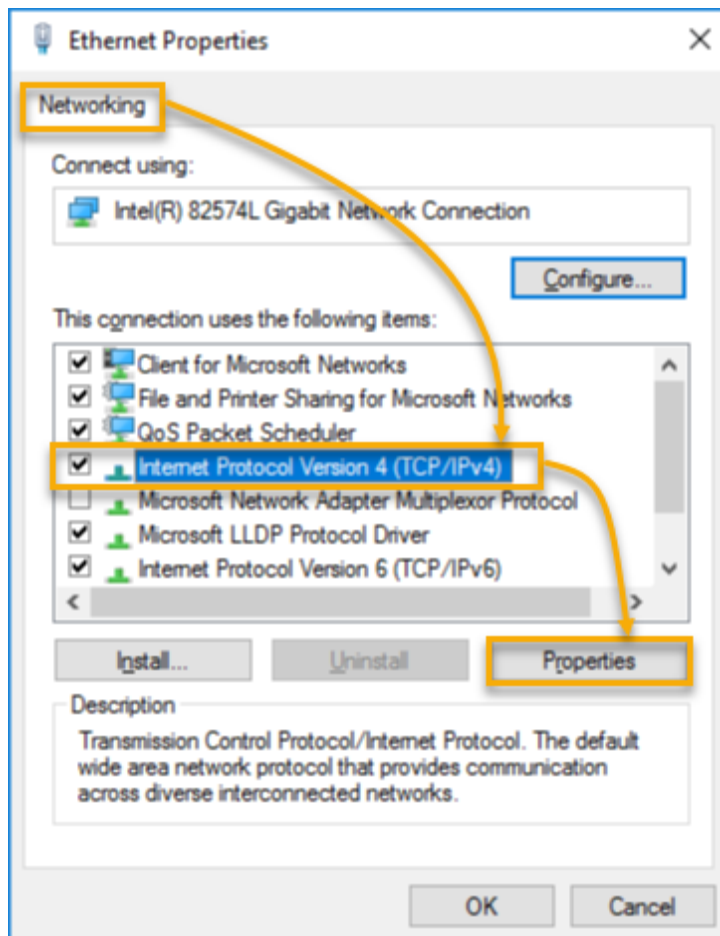 Ethernet Properties
Networking
Connect using:
Intel(R) 82574L Gigabit Network Connection
Configure...
This connection uses the following items:
Client for Microsoft Networks
File and Printer Sharing for Microsoft Networks
QoS Packet Scheduler
Internet Protocol Version 4 (TCP/IPv4)
Microsoft Network Adapter Multiplexor Protocol
Microsoft LLDP Protocol Driver
Internet Protocol Version 6 (TCP/IPv6)
Install... Uninstall Properties
Description
Transmission Control Protocol/Internet Protocol. The default
wide area network protocol that provides communication
across diverse interconnected networks.
OK Cancel